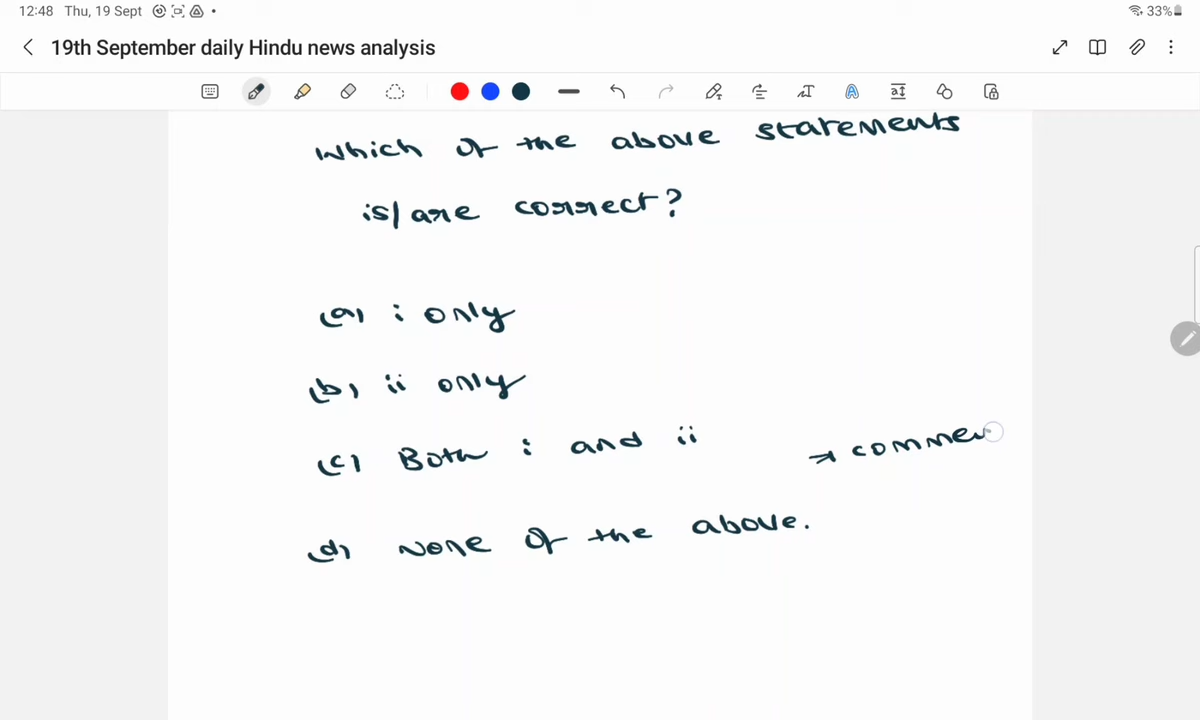 12:48 Thu, 19 Sept
33%
19th September daily Hindu news analysis
which of the above statements
is/are correct?
(a) i only
(b) ii only
(c) Both i and ii
→ comme
(d) None of the above.